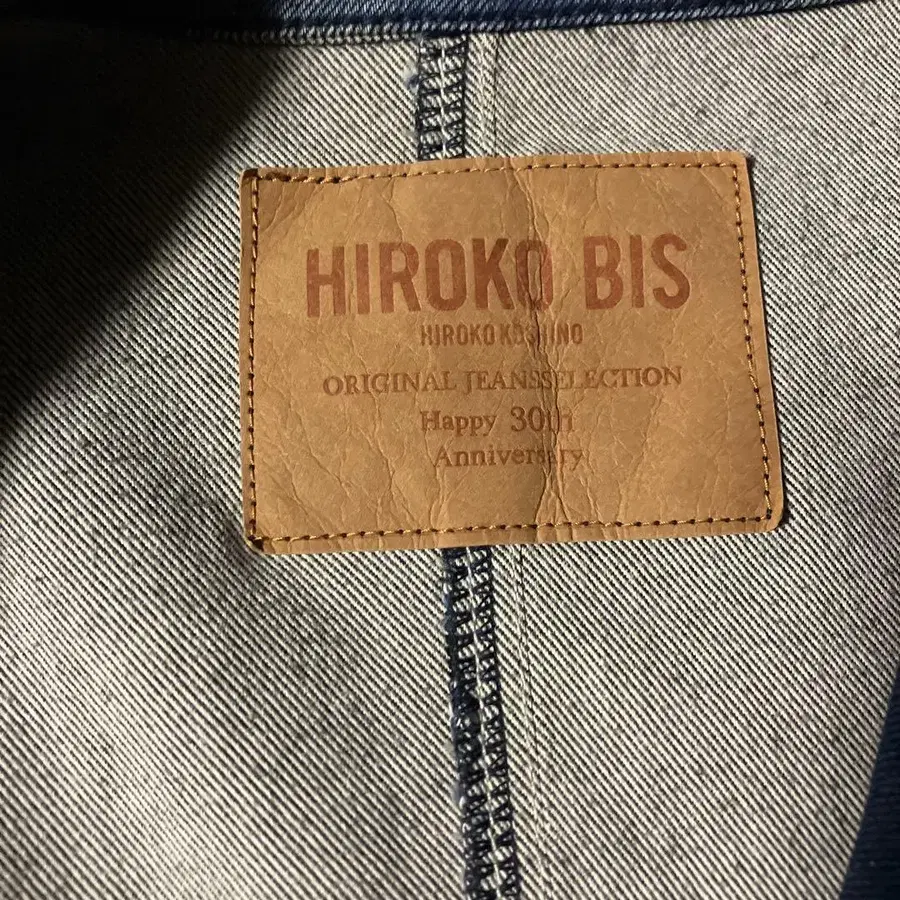 HIROKO BIS
HIROKO KOSHINO
ORIGINAL JEANSSELECTION
Happy 30th
Anniversary